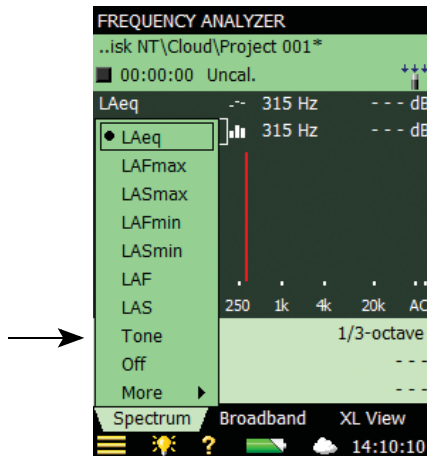 FREQUENCY ANALYZER
..isk NT\Cloud\Project 001*
00:00:00 Uncal.
LAeq -·- 315 Hz - - - dB
LAeq 315 Hz - - - dB
LAFmax
LASmax
LAFmin
LASmin
LAF
LAS 250 1k 4k 20k AC
Tone 1/3-octave
Off - - -
More - - -
Spectrum Broadband XL View
? 14:10:10